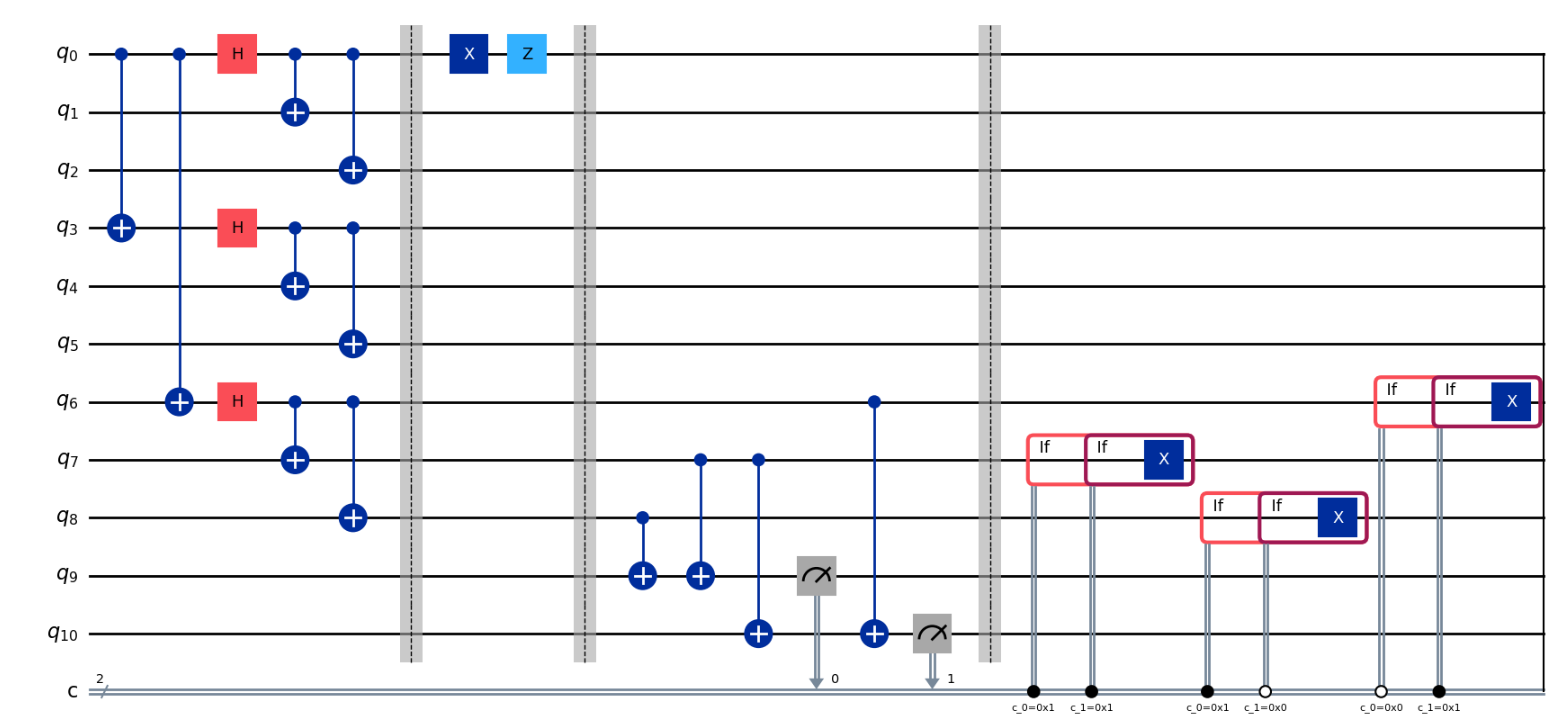 q0 H X Z
q1
q2
q3 H
q4
q5
q6 H If If X
q7 If If X
q8 If If X
q9
q10
c 2 0 1
c_0=0x1 c_1=0x1 c_0=0x1 c_1=0x0 c_0=0x0 c_1=0x1